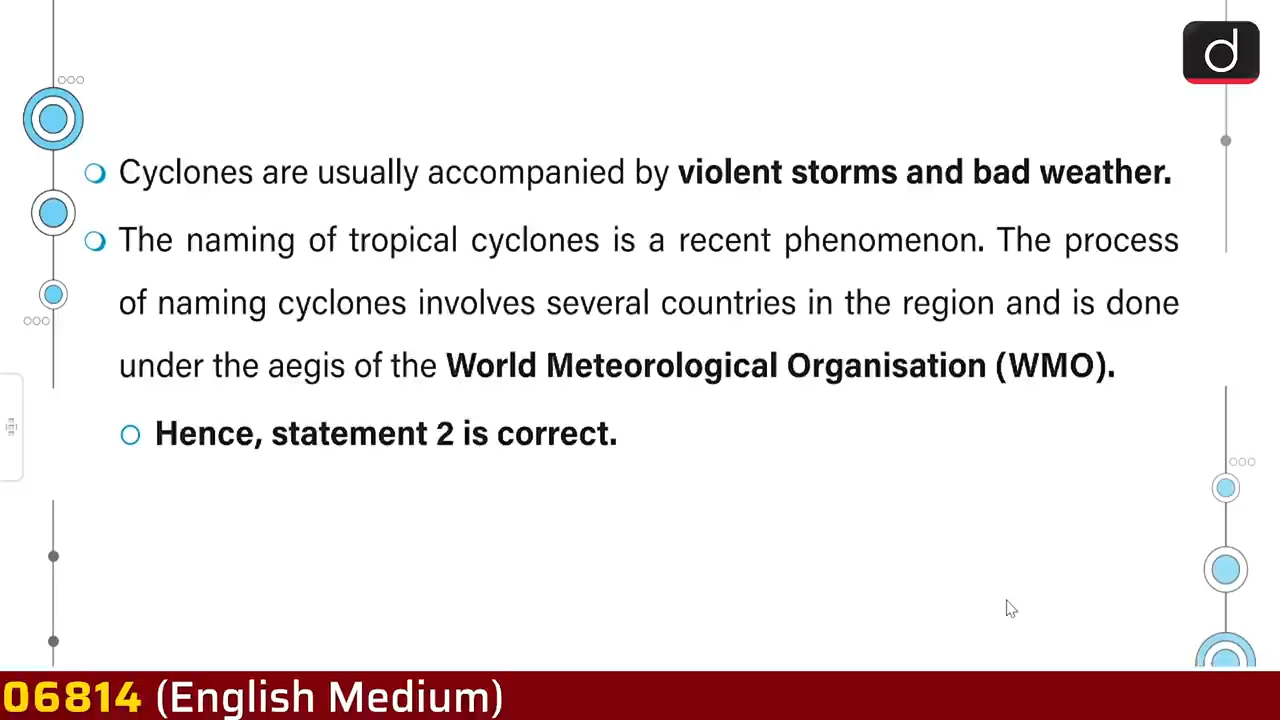 d
Cyclones are usually accompanied by violent storms and bad weather.
The naming of tropical cyclones is a recent phenomenon. The process
of naming cyclones involves several countries in the region and is done
under the aegis of the World Meteorological Organisation (WMO).
Hence, statement 2 is correct.
06814 (English Medium)